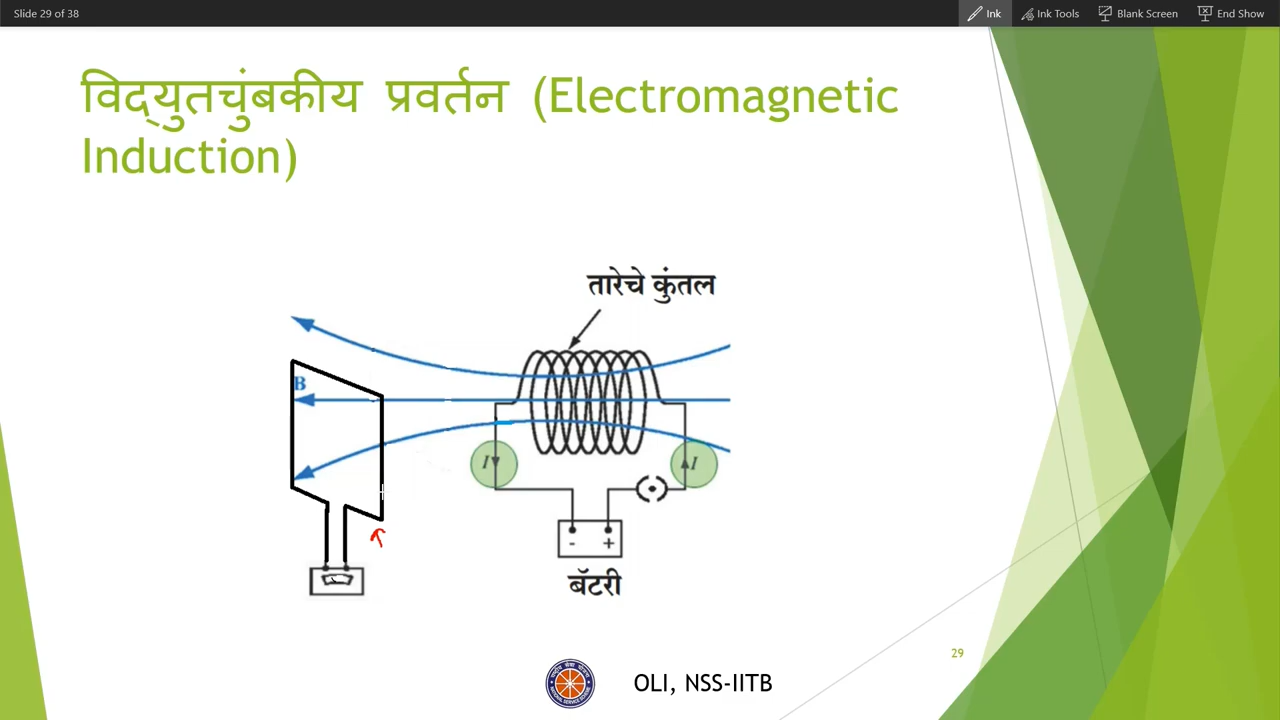 Slide 29 of 38
Ink
Ink Tools
Blank Screen
End Show
विद्युतचुंबकीय प्रवर्तन (Electromagnetic
Induction)
तारेचे कुंतल
B
I
I
- +
बॅटरी
29
OLI, NSS-IITB